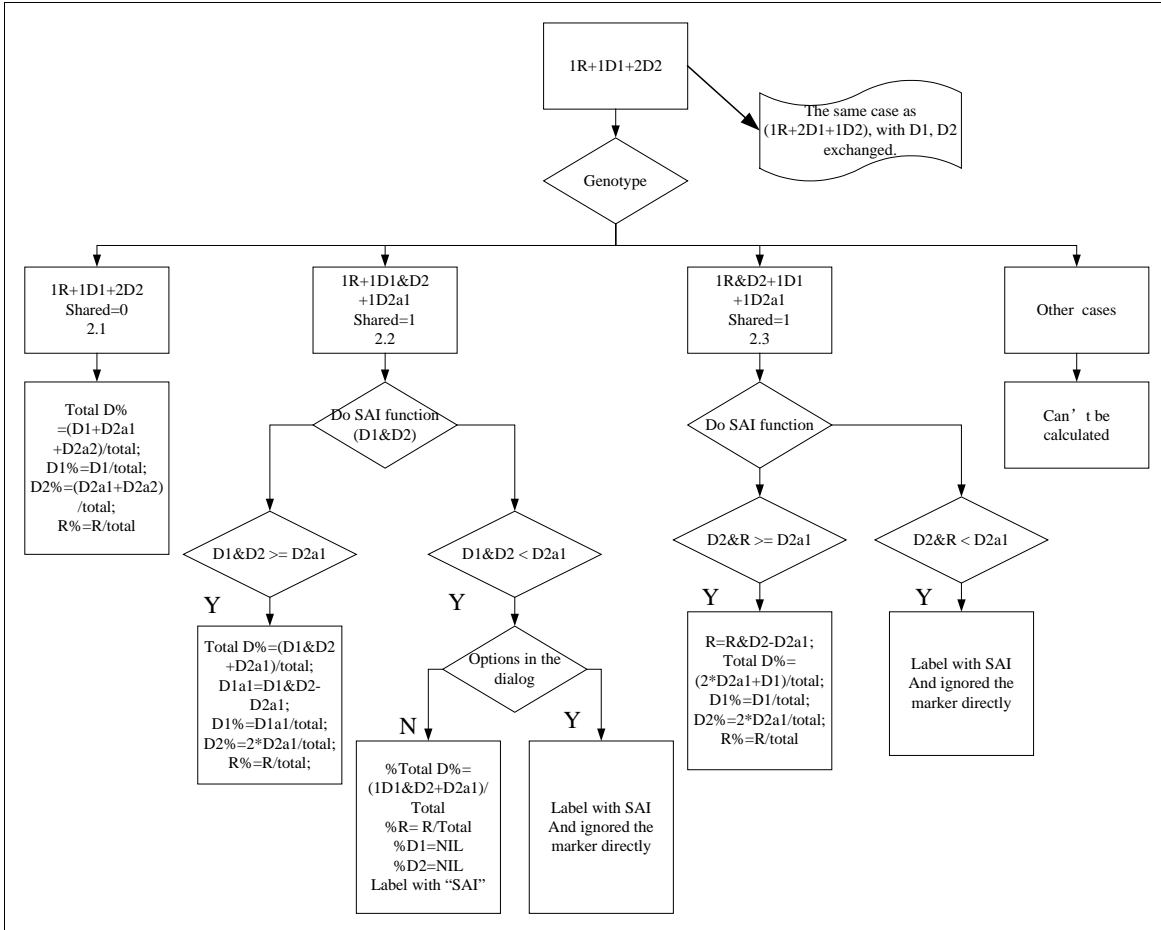 1R+1D1+2D2
The same case as
(1R+2D1+1D2), with D1, D2
exchanged.
Genotype
1R+1D1+2D2
Shared=0
2.1
1R+1D1&D2
+1D2a1
Shared=1
2.2
1R&D2+1D1
+1D2a1
Shared=1
2.3
Other cases
Total D%
=(D1+D2a1
+D2a2)/total;
D1%=D1/total;
D2%=(D2a1+D2a2)
/total;
R%=R/total
Do SAI function
(D1&D2)
Do SAI function
Can’t be
calculated
D1&D2 >= D2a1
D1&D2 < D2a1
D2&R >= D2a1
D2&R < D2a1
Y
Y
Y
Y
Total D%=(D1&D2
+D2a1)/total;
D1a1=D1&D2-
D2a1;
D1%=D1a1/total;
D2%=2*D2a1/total;
R%=R/total;
Options in the
dialog
R=R&D2-D2a1;
Total D%=
(2*D2a1+D1)/total;
D1%=D1/total;
D2%=2*D2a1/total;
R%=R/total
Label with SAI
And ignored the
marker directly
N
Y
%Total D%=
(1D1&D2+D2a1)/
Total
%R= R/Total
%D1=NIL
%D2=NIL
Label with “SAI”
Label with SAI
And ignored the
marker directly